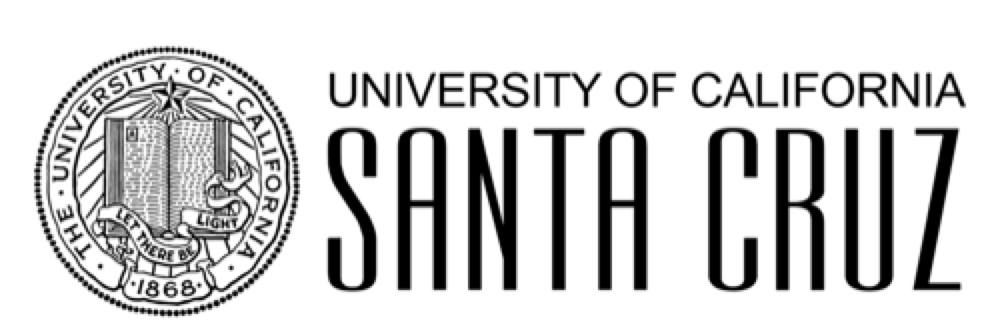 ·THE·UNIVERSITY·OF·CALIFORNIA·
LET THERE BE LIGHT
·1868·
UNIVERSITY OF CALIFORNIA
SANTA CRUZ